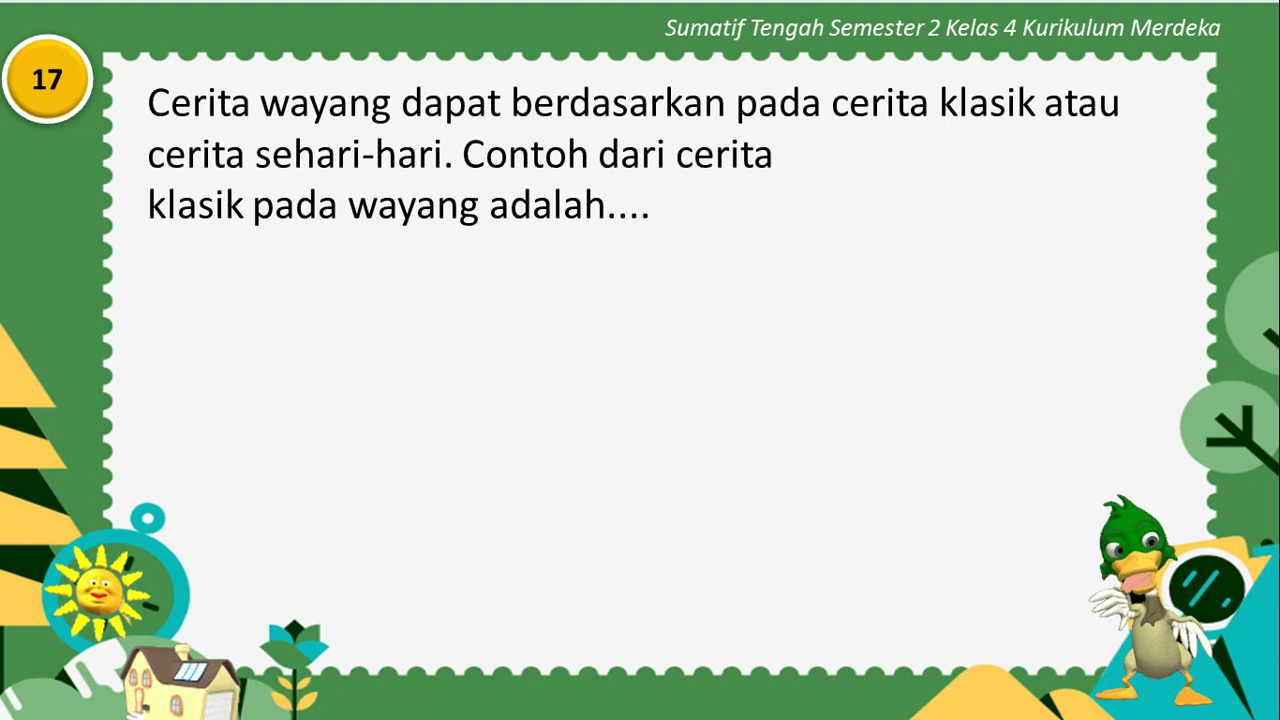 Sumatif Tengah Semester 2 Kelas 4 Kurikulum Merdeka
17
Cerita wayang dapat berdasarkan pada cerita klasik atau
cerita sehari-hari. Contoh dari cerita
klasik pada wayang adalah....